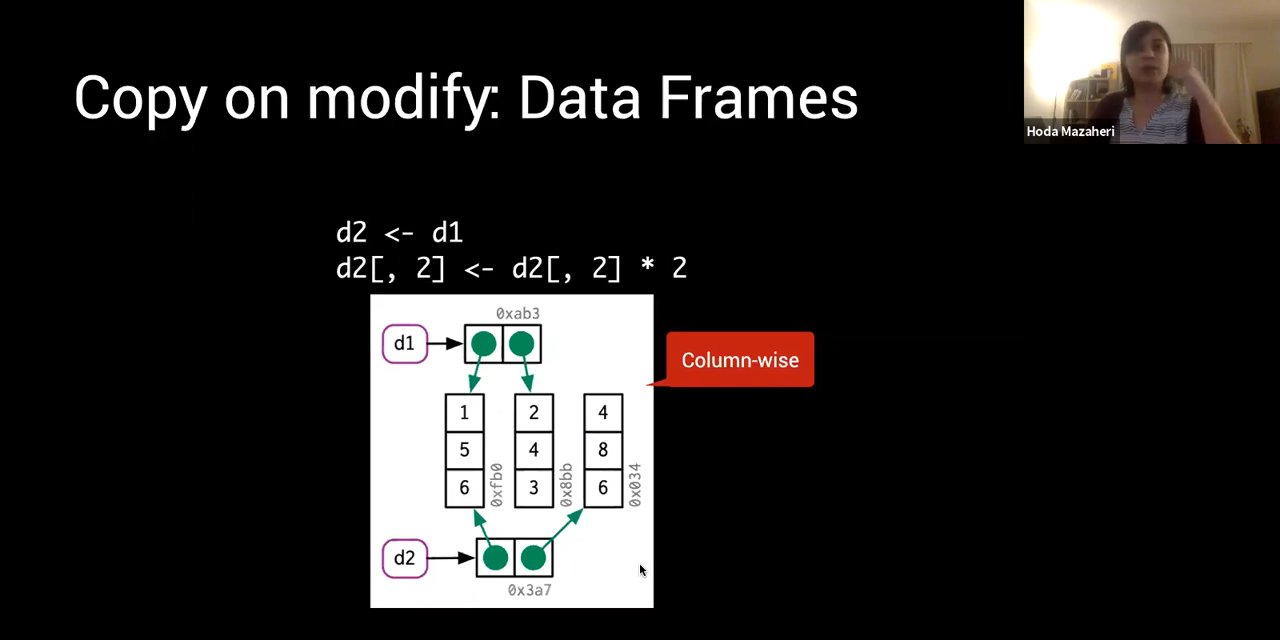 Copy on modify: Data Frames
Hoda Mazaheri
d2 <- d1
d2[, 2] <- d2[, 2] * 2
0xab3
d1
Column-wise
1 2 4
5 4 8
6 3 6
0xfb0 0x8bb 0x034
d2
0x3a7